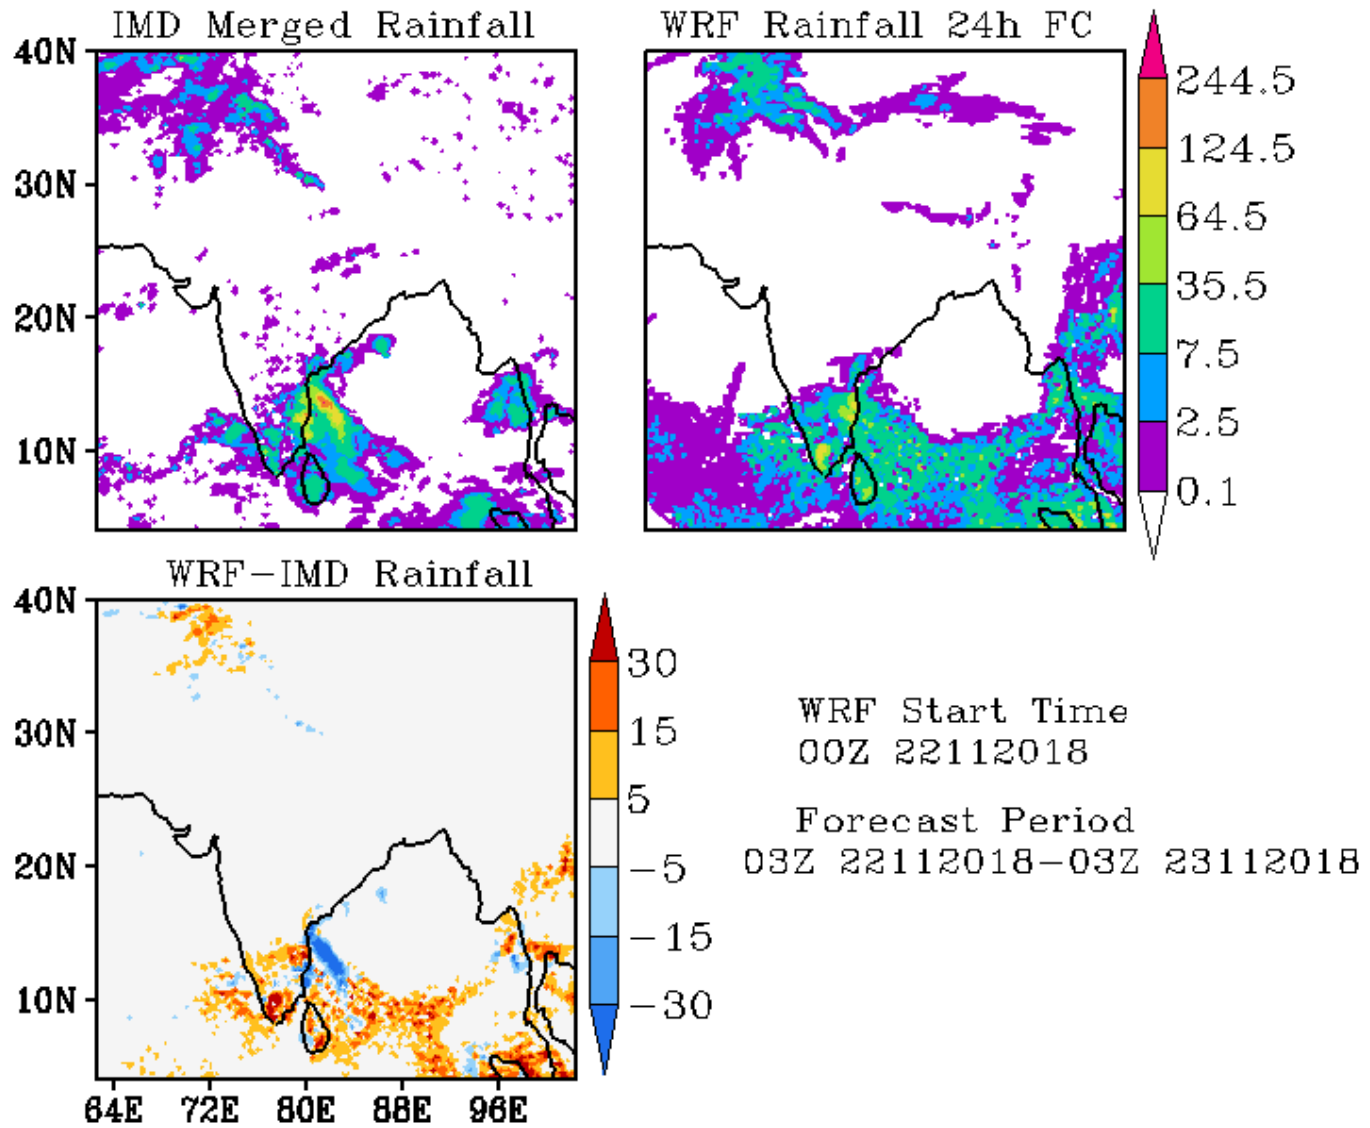 IMD Merged Rainfall
WRF Rainfall 24h FC
40N
30N
20N
10N
244.5
124.5
64.5
35.5
7.5
2.5
0.1
WRF-IMD Rainfall
40N
30N
20N
10N
64E 72E 80E 88E 96E
30
15
5
-5
-15
-30
WRF Start Time
00Z 22112018
Forecast Period
03Z 22112018-03Z 23112018